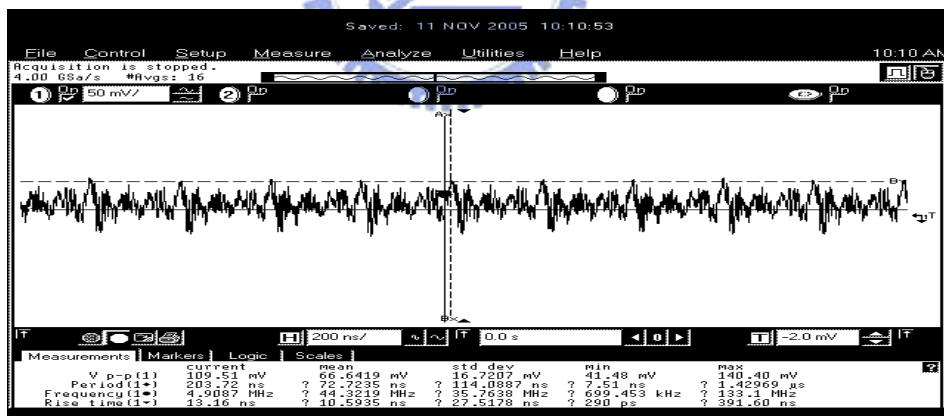 Saved: 11 NOV 2005 10:10:53
File Control Setup Measure Analyze Utilities Help 10:10 AM
Acquisition is stopped.
4.00 GSa/s #Avgs: 16
1 50 mV/ 2
Ax
B
T
Bx
H 200 ns/ 0.0 s 0 T -2.0 mV
Measurements Markers Logic Scales ?
current mean std dev min max
V p-p(1) 109.51 mV 66.6419 mV 16.7207 mV 41.48 mV 140.40 mV
Period(1) 203.72 ns ? 72.7235 ns ? 114.0887 ns ? 7.51 ns ? 1.42969 µs
Frequency(1) 4.9087 MHz ? 44.3219 MHz ? 35.7638 MHz ? 699.453 kHz ? 133.1 MHz
Rise time(1) 13.16 ns ? 10.5935 ns ? 27.5178 ns ? 290 ps ? 391.60 ns